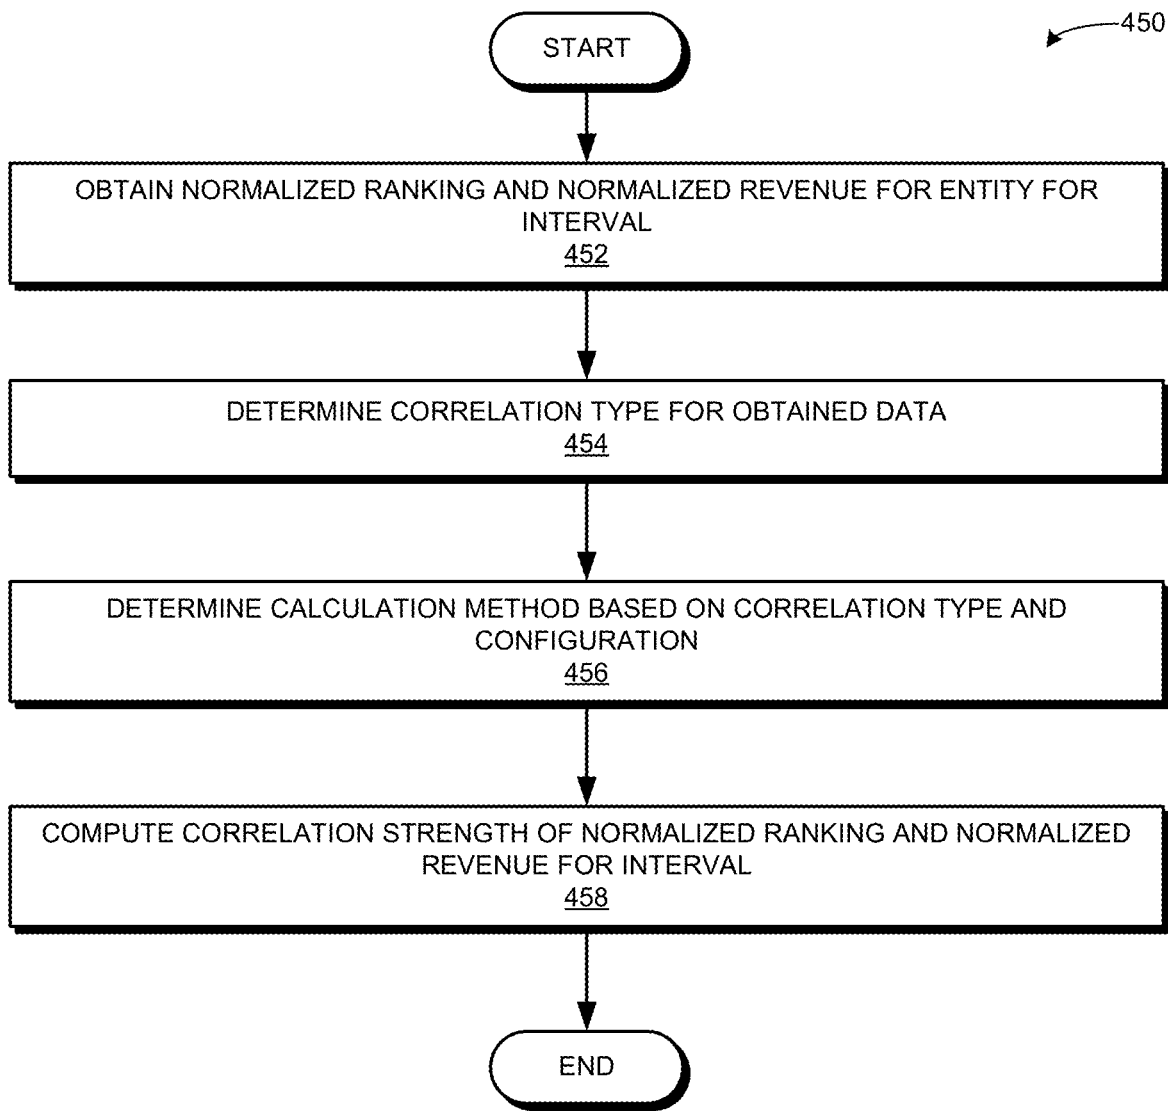 450
START
OBTAIN NORMALIZED RANKING AND NORMALIZED REVENUE FOR ENTITY FOR
INTERVAL
452
DETERMINE CORRELATION TYPE FOR OBTAINED DATA
454
DETERMINE CALCULATION METHOD BASED ON CORRELATION TYPE AND
CONFIGURATION
456
COMPUTE CORRELATION STRENGTH OF NORMALIZED RANKING AND NORMALIZED
REVENUE FOR INTERVAL
458
END